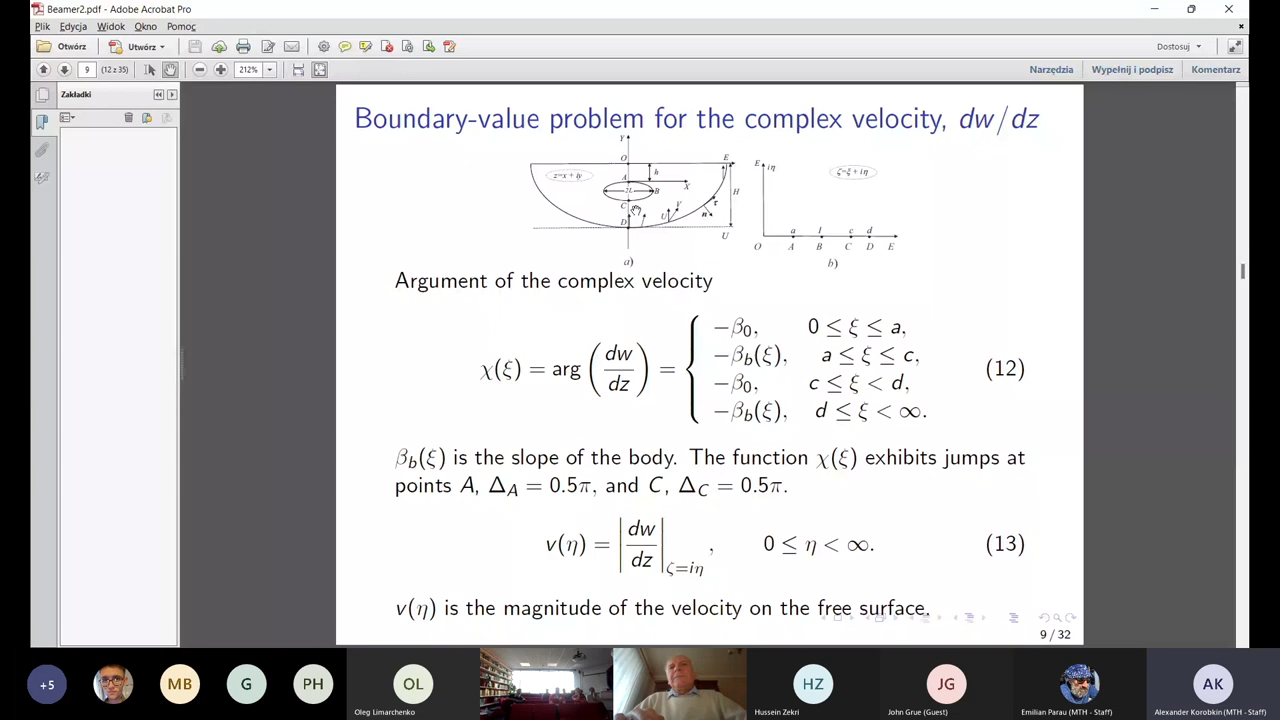 Beamer2.pdf - Adobe Acrobat Pro
Plik Edycja Widok Okno Pomoc
Otwórz Utwórz Dostosuj
9 (12 z 35) 212% Narzędzia Wypełnij i podpisz Komentarz
Zakładki
Boundary-value problem for the complex velocity, dw/dz
Y
O E
z=x+iy h
A X
2L B H
C
V τ
U n
D
U
a)
E iη ζ=ξ+iη
a 1 c d
O A B C D E
b)
Argument of the complex velocity
χ(ξ) = arg (dw/dz) = { −β₀, 0 ≤ ξ ≤ a,
−β_b(ξ), a ≤ ξ ≤ c,
−β₀, c ≤ ξ < d,
−β_b(ξ), d ≤ ξ < ∞. (12)
β_b(ξ) is the slope of the body. The function χ(ξ) exhibits jumps at
points A, Δ_A = 0.5π, and C, Δ_C = 0.5π.
v(η) = |dw/dz|_{ζ=iη}, 0 ≤ η < ∞. (13)
v(η) is the magnitude of the velocity on the free surface.
9 / 32
+5 MB G PH OL HZ JG AK
Oleg Limarchenko Hussein Zekri John Grue (Guest) Emilian Parau (MTH - Staff) Alexander Korobkin (MTH - Staff)